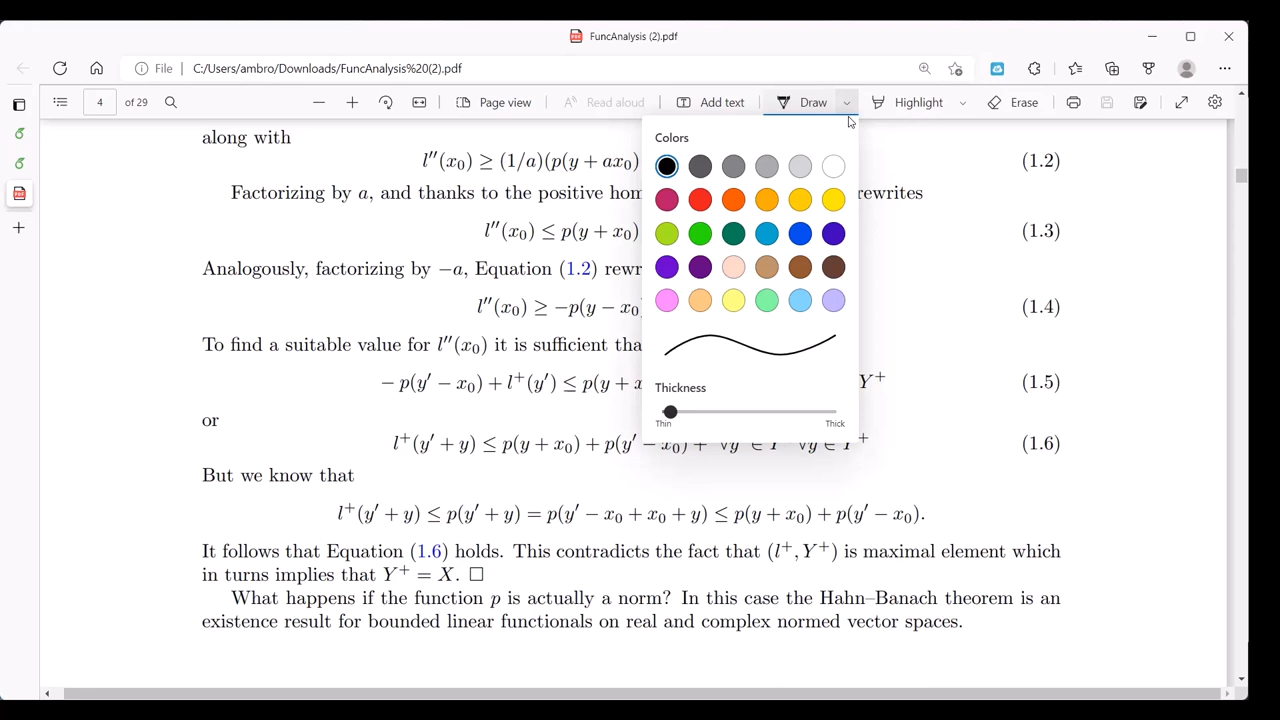 FuncAnalysis (2).pdf
File C:/Users/ambro/Downloads/FuncAnalysis%20(2).pdf
4 of 29 Page view Read aloud Add text Draw Highlight Erase
Colors
Thickness
Thin Thick
along with
l′′(x₀) ≥ (1/a)(p(y + ax₀) (1.2)
Factorizing by a, and thanks to the positive hom rewrites
l′′(x₀) ≤ p(y + x₀) (1.3)
Analogously, factorizing by −a, Equation (1.2) rewr
l′′(x₀) ≥ −p(y − x₀ (1.4)
To find a suitable value for l′′(x₀) it is sufficient tha
− p(y′ − x₀) + l⁺(y′) ≤ p(y + x Y⁺ (1.5)
or
l⁺(y′ + y) ≤ p(y + x₀) + p(y′ − x₀) + ∀y′ ∈ Y⁺ ∀y ∈ Y⁺ (1.6)
But we know that
l⁺(y′ + y) ≤ p(y′ + y) = p(y′ − x₀ + x₀ + y) ≤ p(y + x₀) + p(y′ − x₀).
It follows that Equation (1.6) holds. This contradicts the fact that (l⁺, Y⁺) is maximal element which
in turns implies that Y⁺ = X. □
What happens if the function p is actually a norm? In this case the Hahn–Banach theorem is an
existence result for bounded linear functionals on real and complex normed vector spaces.